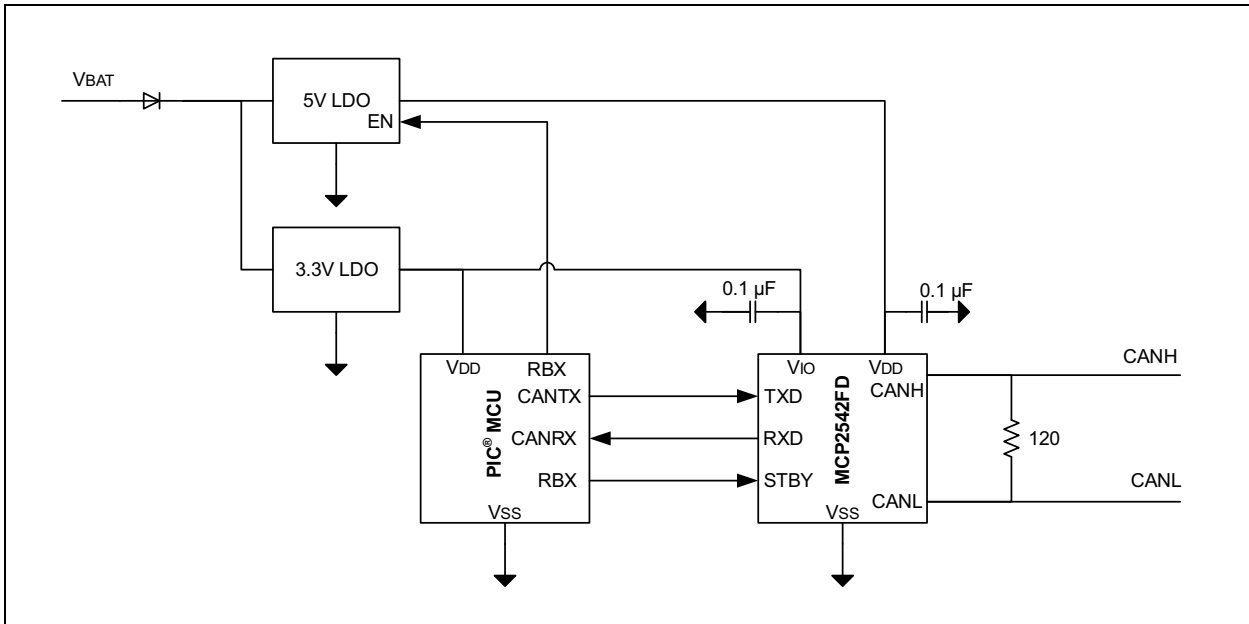 VBAT
5V LDO
EN
3.3V LDO
0.1 µF
0.1 µF
VDD
RBX
CANTX
CANRX
RBX
VSS
PIC® MCU
VIO
VDD
TXD
RXD
STBY
CANH
CANL
VSS
MCP2542FD
CANH
120
CANL